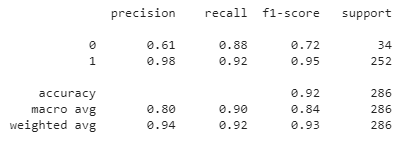 precision recall f1-score support
0 0.61 0.88 0.72 34
1 0.98 0.92 0.95 252
accuracy 0.92 286
macro avg 0.80 0.90 0.84 286
weighted avg 0.94 0.92 0.93 286